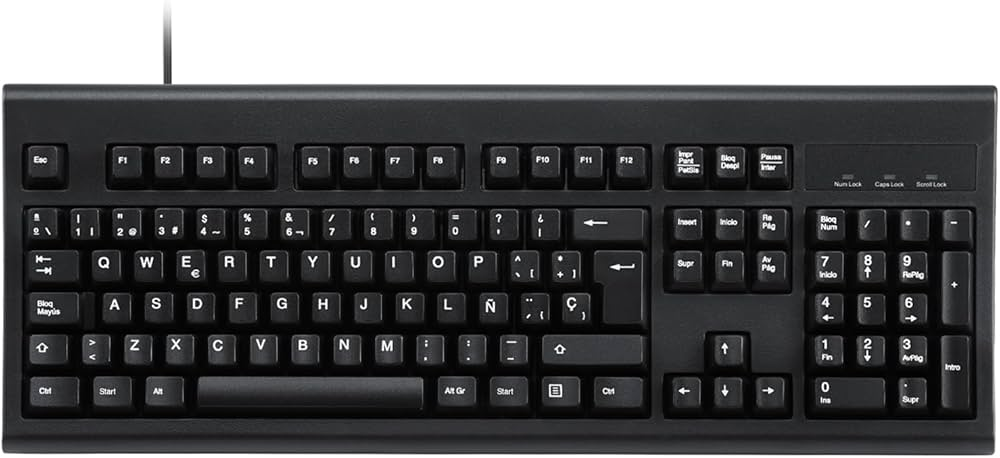 Esc F1 F2 F3 F4 F5 F6 F7 F8 F9 F10 F11 F12 Impr Pant Bloq Pausa
PetSis Despl Inter
Num Lock Caps Lock Scroll Lock
! " · $ % & / ( ) = ? ¿ Insert Inicio Re Pág Bloq Num / * -
1 | 2 @ 3 # 4 ~ 5 6 ¬ 7 8 9 0 ' ¡
Q W E € R T Y U I O P ^ ` [ * + ] Supr Fin Av Pág 7 Inicio 8 ↑ 9 RePág +
Bloq Mayús A S D F G H J K L Ñ ¨ ´ { Ç } 4 ← 5 6 →
⇧ > < Z X C V B N M ; , : . _ - ⇧ ↑ 1 Fin 2 ↓ 3 AvPág Intro
Ctrl Start Alt Alt Gr Start Ctrl ← ↓ → 0 Ins . Supr